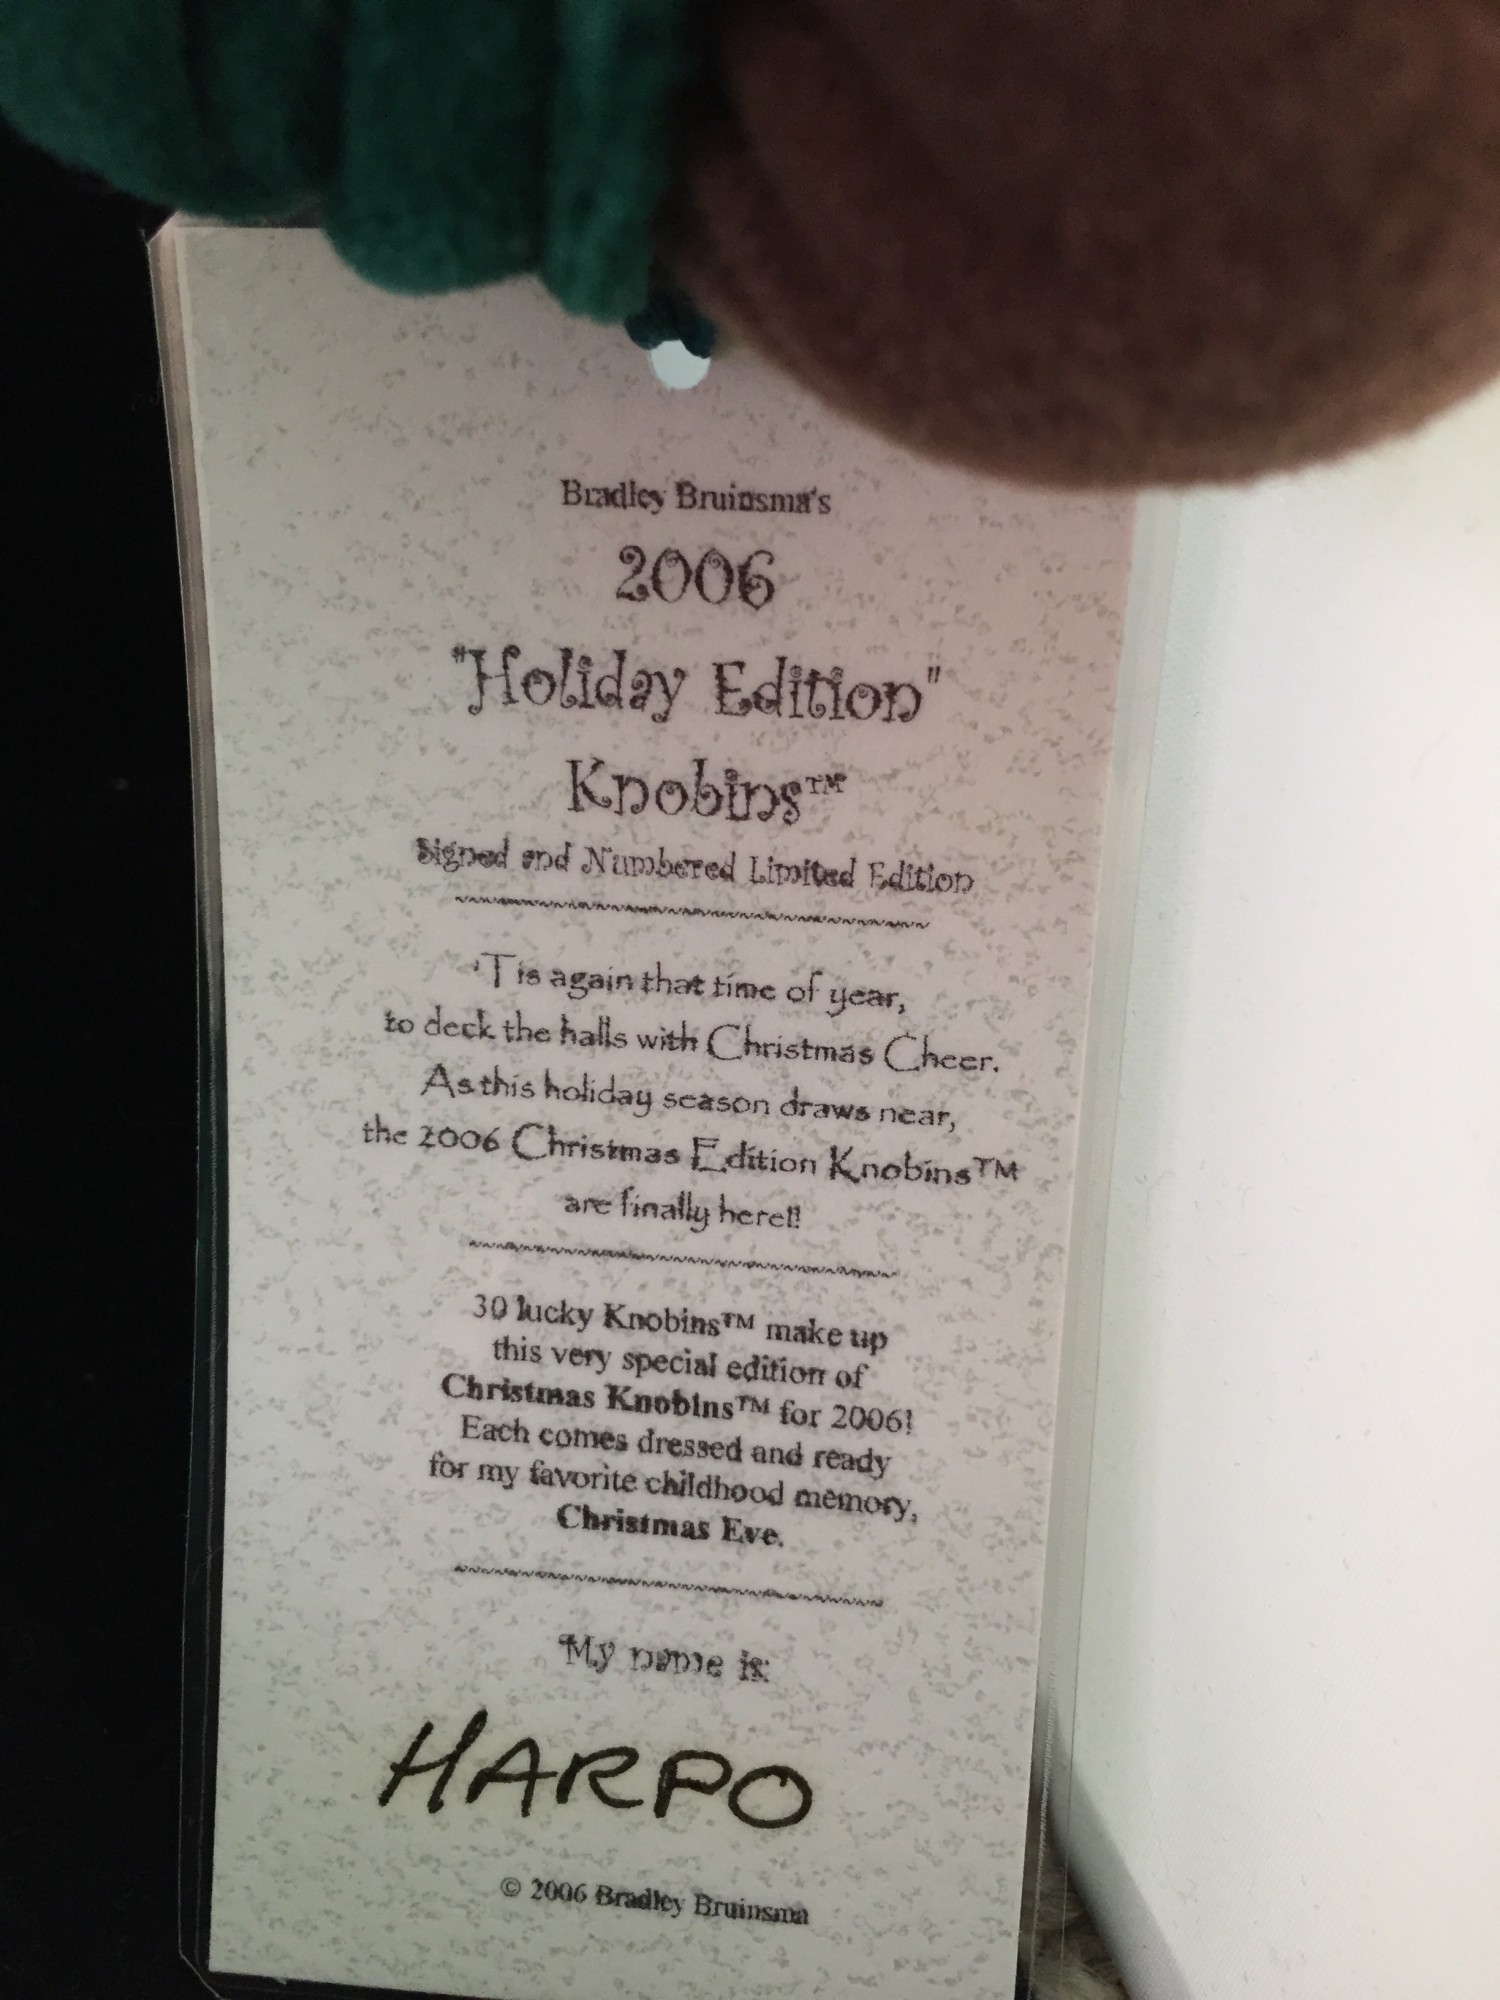 Bradley Bruinsma's
2006
"Holiday Edition"
Knobins™
Signed and Numbered Limited Edition
~~~~~~~~~~~~~~~~~~~~~~~~~~~~~~~~~~~~
'Tis again that time of year,
to deck the halls with Christmas Cheer.
As this holiday season draws near,
the 2006 Christmas Edition Knobins™
are finally here!!
~~~~~~~~~~~~~~~~~~~~~~~~~~~~~~~~~~~~
30 lucky Knobins™ make up
this very special edition of
Christmas Knobins™ for 2006!
Each comes dressed and ready
for my favorite childhood memory,
Christmas Eve.
~~~~~~~~~~~~~~~~~~~~~~~~~~~~~~~~~~~~
My name is:
HARPO
© 2006 Bradley Bruinsma